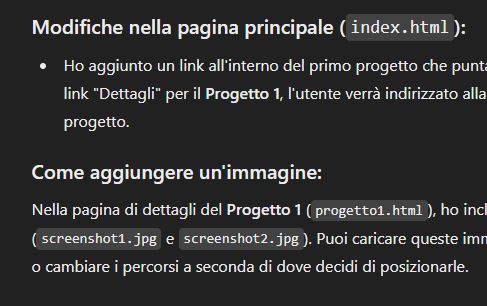 Modifiche nella pagina principale (index.html):
• Ho aggiunto un link all'interno del primo progetto che punta
link "Dettagli" per il Progetto 1, l'utente verrà indirizzato alla
progetto.
Come aggiungere un'immagine:
Nella pagina di dettagli del Progetto 1 (progetto1.html), ho incl
(screenshot1.jpg e screenshot2.jpg). Puoi caricare queste imm
o cambiare i percorsi a seconda di dove decidi di posizionarle.